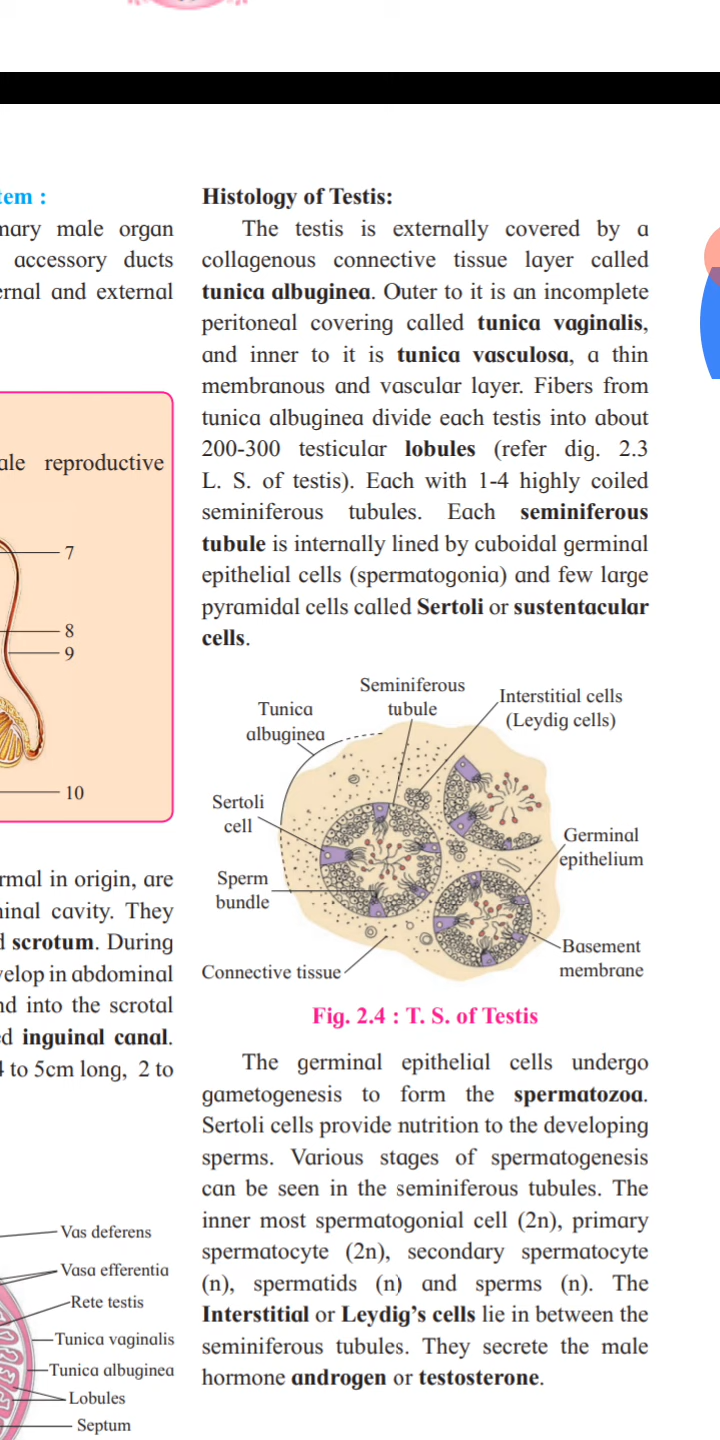 tem :
mary male organ
accessory ducts
ernal and external
ale reproductive
7
8
9
10
rmal in origin, are
ninal cavity. They
d scrotum. During
velop in abdominal
nd into the scrotal
ed inguinal canal.
4 to 5cm long, 2 to
Vas deferens
Vasa efferentia
Rete testis
Tunica vaginalis
Tunica albuginea
Lobules
Septum
Histology of Testis:
The testis is externally covered by a
collagenous connective tissue layer called
tunica albuginea. Outer to it is an incomplete
peritoneal covering called tunica vaginalis,
and inner to it is tunica vasculosa, a thin
membranous and vascular layer. Fibers from
tunica albuginea divide each testis into about
200-300 testicular lobules (refer dig. 2.3
L. S. of testis). Each with 1-4 highly coiled
seminiferous tubules. Each seminiferous
tubule is internally lined by cuboidal germinal
epithelial cells (spermatogonia) and few large
pyramidal cells called Sertoli or sustentacular
cells.
Seminiferous
tubule
Interstitial cells
(Leydig cells)
Tunica
albuginea
Sertoli
cell
Germinal
epithelium
Sperm
bundle
Basement
membrane
Connective tissue
Fig. 2.4 : T. S. of Testis
The germinal epithelial cells undergo
gametogenesis to form the spermatozoa.
Sertoli cells provide nutrition to the developing
sperms. Various stages of spermatogenesis
can be seen in the seminiferous tubules. The
inner most spermatogonial cell (2n), primary
spermatocyte (2n), secondary spermatocyte
(n), spermatids (n) and sperms (n). The
Interstitial or Leydig's cells lie in between the
seminiferous tubules. They secrete the male
hormone androgen or testosterone.